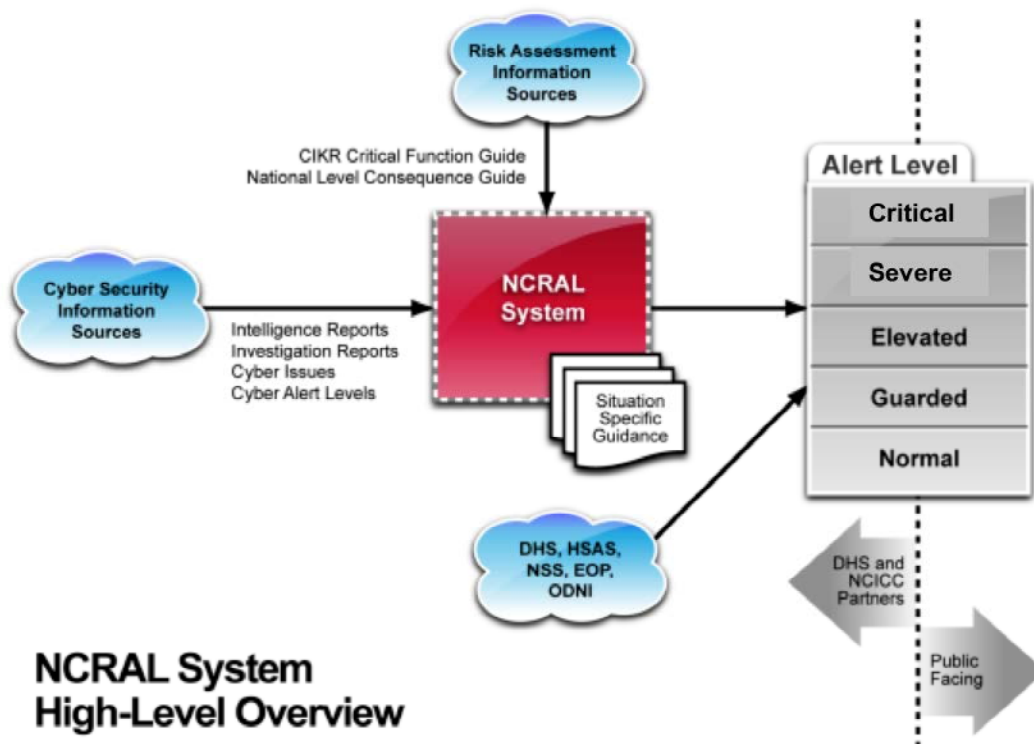 Risk Assessment
Information
Sources
CIKR Critical Function Guide
National Level Consequence Guide
Alert Level
Critical
Severe
Elevated
Guarded
Normal
Cyber Security
Information
Sources
Intelligence Reports
Investigation Reports
Cyber Issues
Cyber Alert Levels
NCRAL
System
Situation
Specific
Guidance
DHS, HSAS,
NSS, EOP,
ODNI
DHS and
NCICC
Partners
Public
Facing
NCRAL System
High-Level Overview